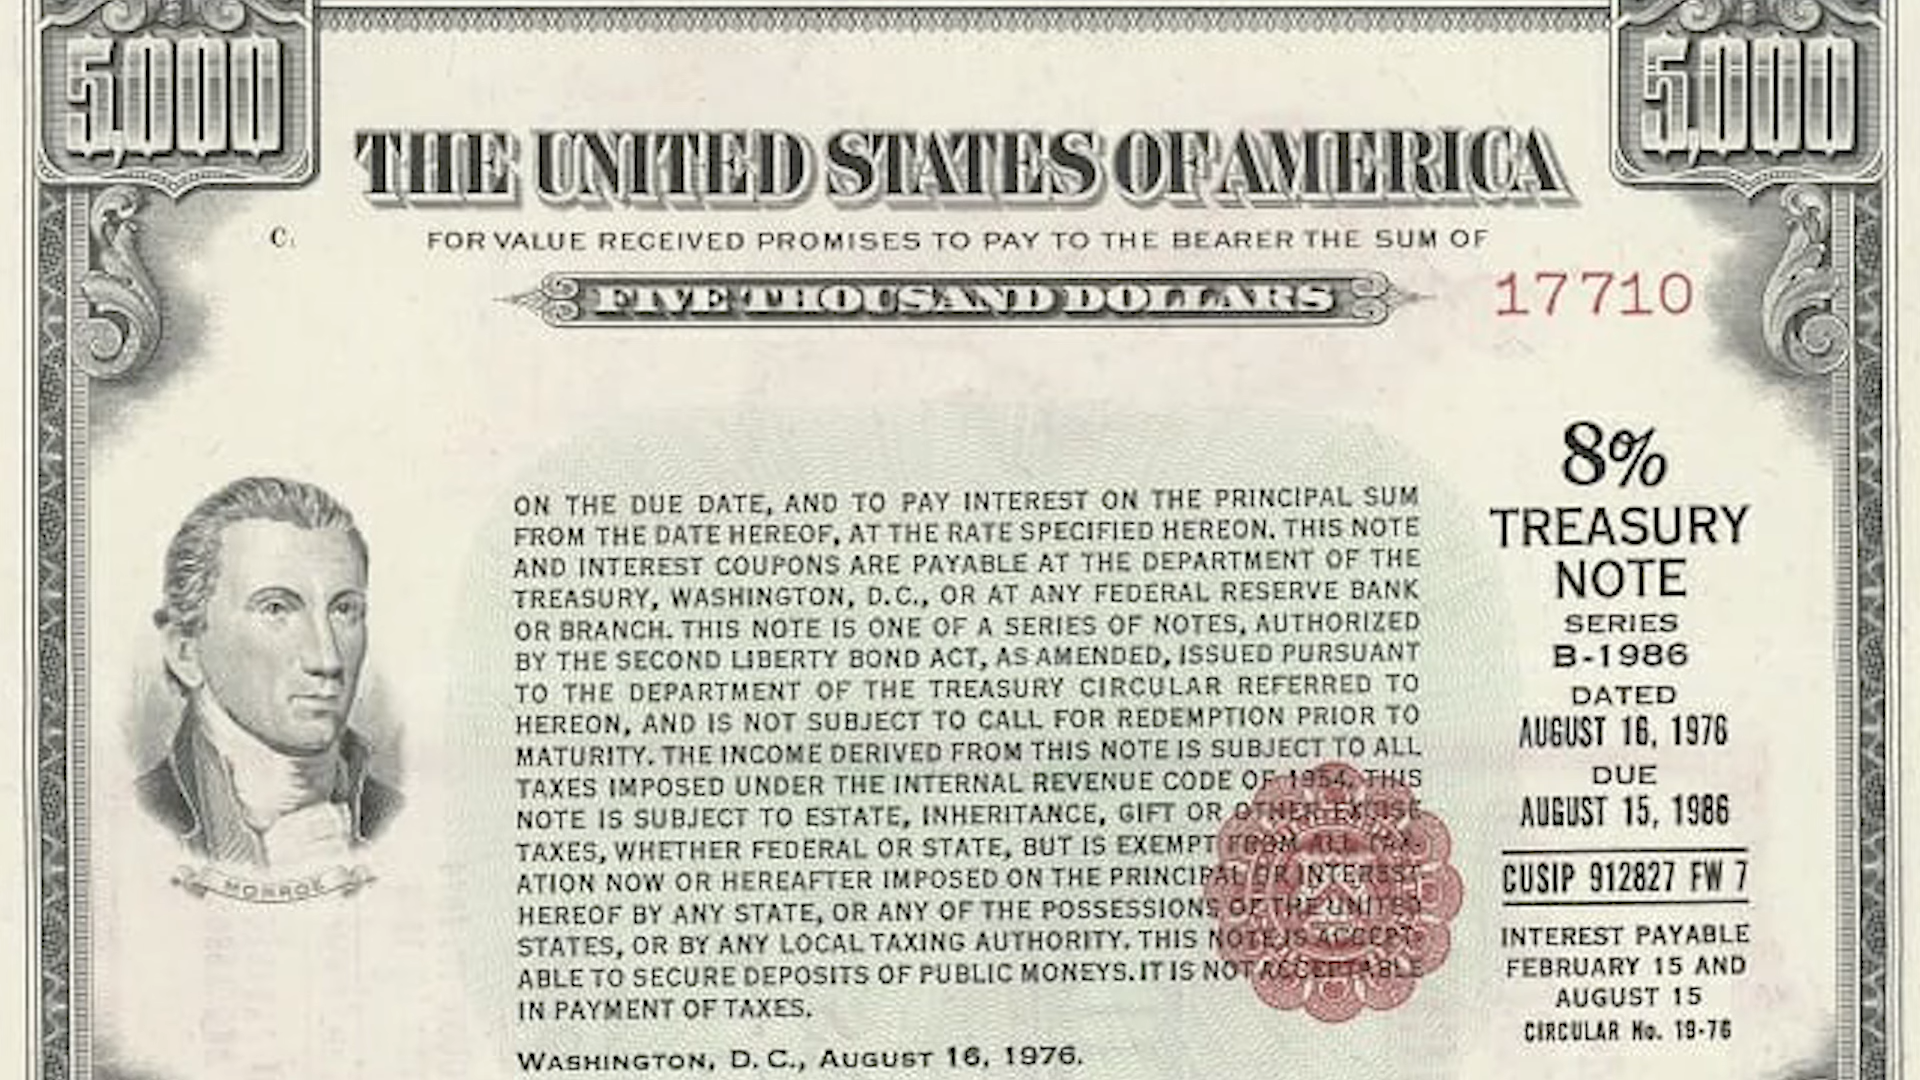 5,000 5,000
THE UNITED STATES OF AMERICA
C.
FOR VALUE RECEIVED PROMISES TO PAY TO THE BEARER THE SUM OF
FIVE THOUSAND DOLLARS
17710
MONROE
ON THE DUE DATE, AND TO PAY INTEREST ON THE PRINCIPAL SUM
FROM THE DATE HEREOF, AT THE RATE SPECIFIED HEREON. THIS NOTE
AND INTEREST COUPONS ARE PAYABLE AT THE DEPARTMENT OF THE
TREASURY, WASHINGTON, D.C., OR AT ANY FEDERAL RESERVE BANK
OR BRANCH. THIS NOTE IS ONE OF A SERIES OF NOTES, AUTHORIZED
BY THE SECOND LIBERTY BOND ACT, AS AMENDED, ISSUED PURSUANT
TO THE DEPARTMENT OF THE TREASURY CIRCULAR REFERRED TO
HEREON, AND IS NOT SUBJECT TO CALL FOR REDEMPTION PRIOR TO
MATURITY. THE INCOME DERIVED FROM THIS NOTE IS SUBJECT TO ALL
TAXES IMPOSED UNDER THE INTERNAL REVENUE CODE OF 1954. THIS
NOTE IS SUBJECT TO ESTATE, INHERITANCE, GIFT OR OTHER EXCISE
TAXES, WHETHER FEDERAL OR STATE, BUT IS EXEMPT FROM ALL TAX-
ATION NOW OR HEREAFTER IMPOSED ON THE PRINCIPAL OR INTEREST
HEREOF BY ANY STATE, OR ANY OF THE POSSESSIONS OF THE UNITED
STATES, OR BY ANY LOCAL TAXING AUTHORITY. THIS NOTE IS ACCEPT-
ABLE TO SECURE DEPOSITS OF PUBLIC MONEYS. IT IS NOT ACCEPTABLE
IN PAYMENT OF TAXES.
WASHINGTON, D. C., AUGUST 16, 1976.
8%
TREASURY
NOTE
SERIES
B-1986
DATED
AUGUST 16, 1976
DUE
AUGUST 15, 1986
CUSIP 912827 FW 7
INTEREST PAYABLE
FEBRUARY 15 AND
AUGUST 15
CIRCULAR No. 19-76